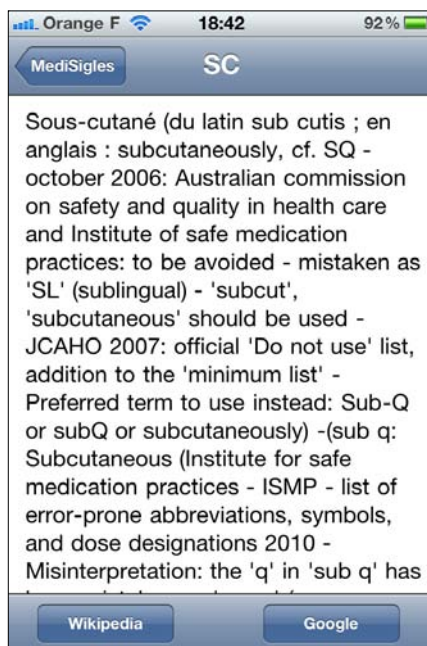 Orange F 18:42 92 %
MediSigles SC
Sous-cutané (du latin sub cutis ; en
anglais : subcutaneously, cf. SQ -
october 2006: Australian commission
on safety and quality in health care
and Institute of safe medication
practices: to be avoided - mistaken as
'SL' (sublingual) - 'subcut',
'subcutaneous' should be used -
JCAHO 2007: official 'Do not use' list,
addition to the 'minimum list' -
Preferred term to use instead: Sub-Q
or subQ or subcutaneously) -(sub q:
Subcutaneous (Institute for safe
medication practices - ISMP - list of
error-prone abbreviations, symbols,
and dose designations 2010 -
Misinterpretation: the 'q' in 'sub q' has
Wikipedia Google